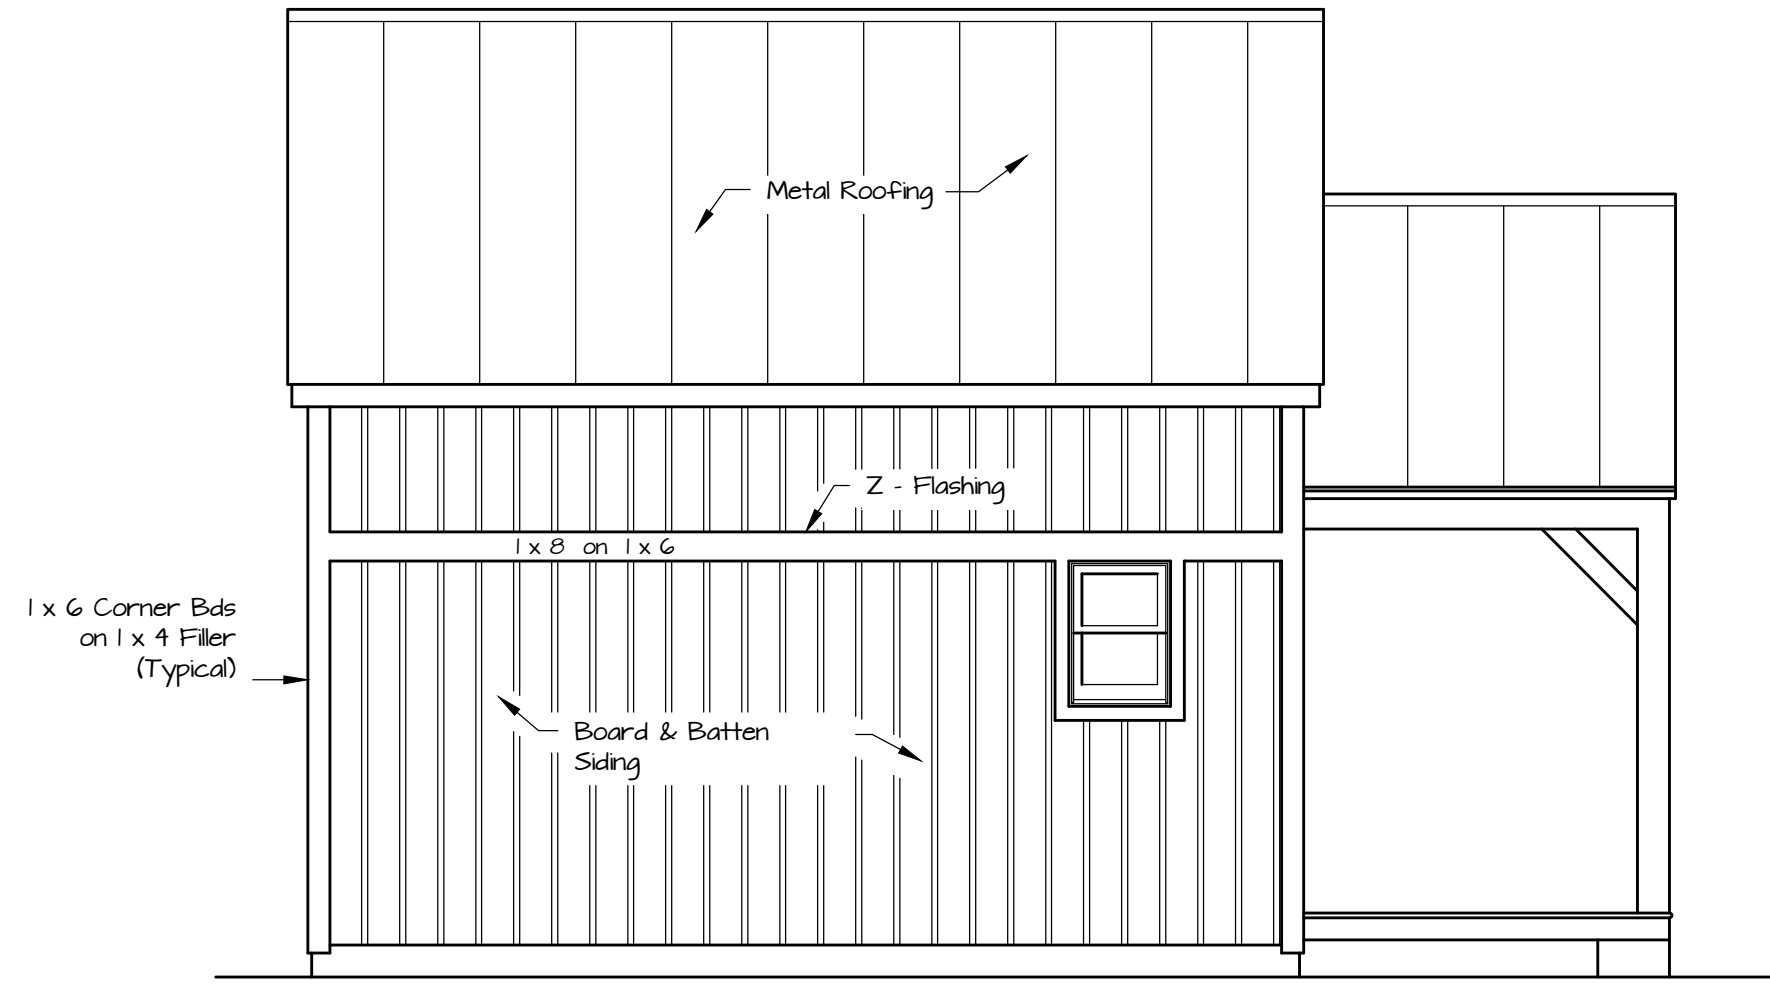 Metal Roofing
Z - Flashing
1 x 8 on 1 x 6
1 x 6 Corner Bds
on 1 x 4 Filler
(Typical)
Board & Batten
Siding